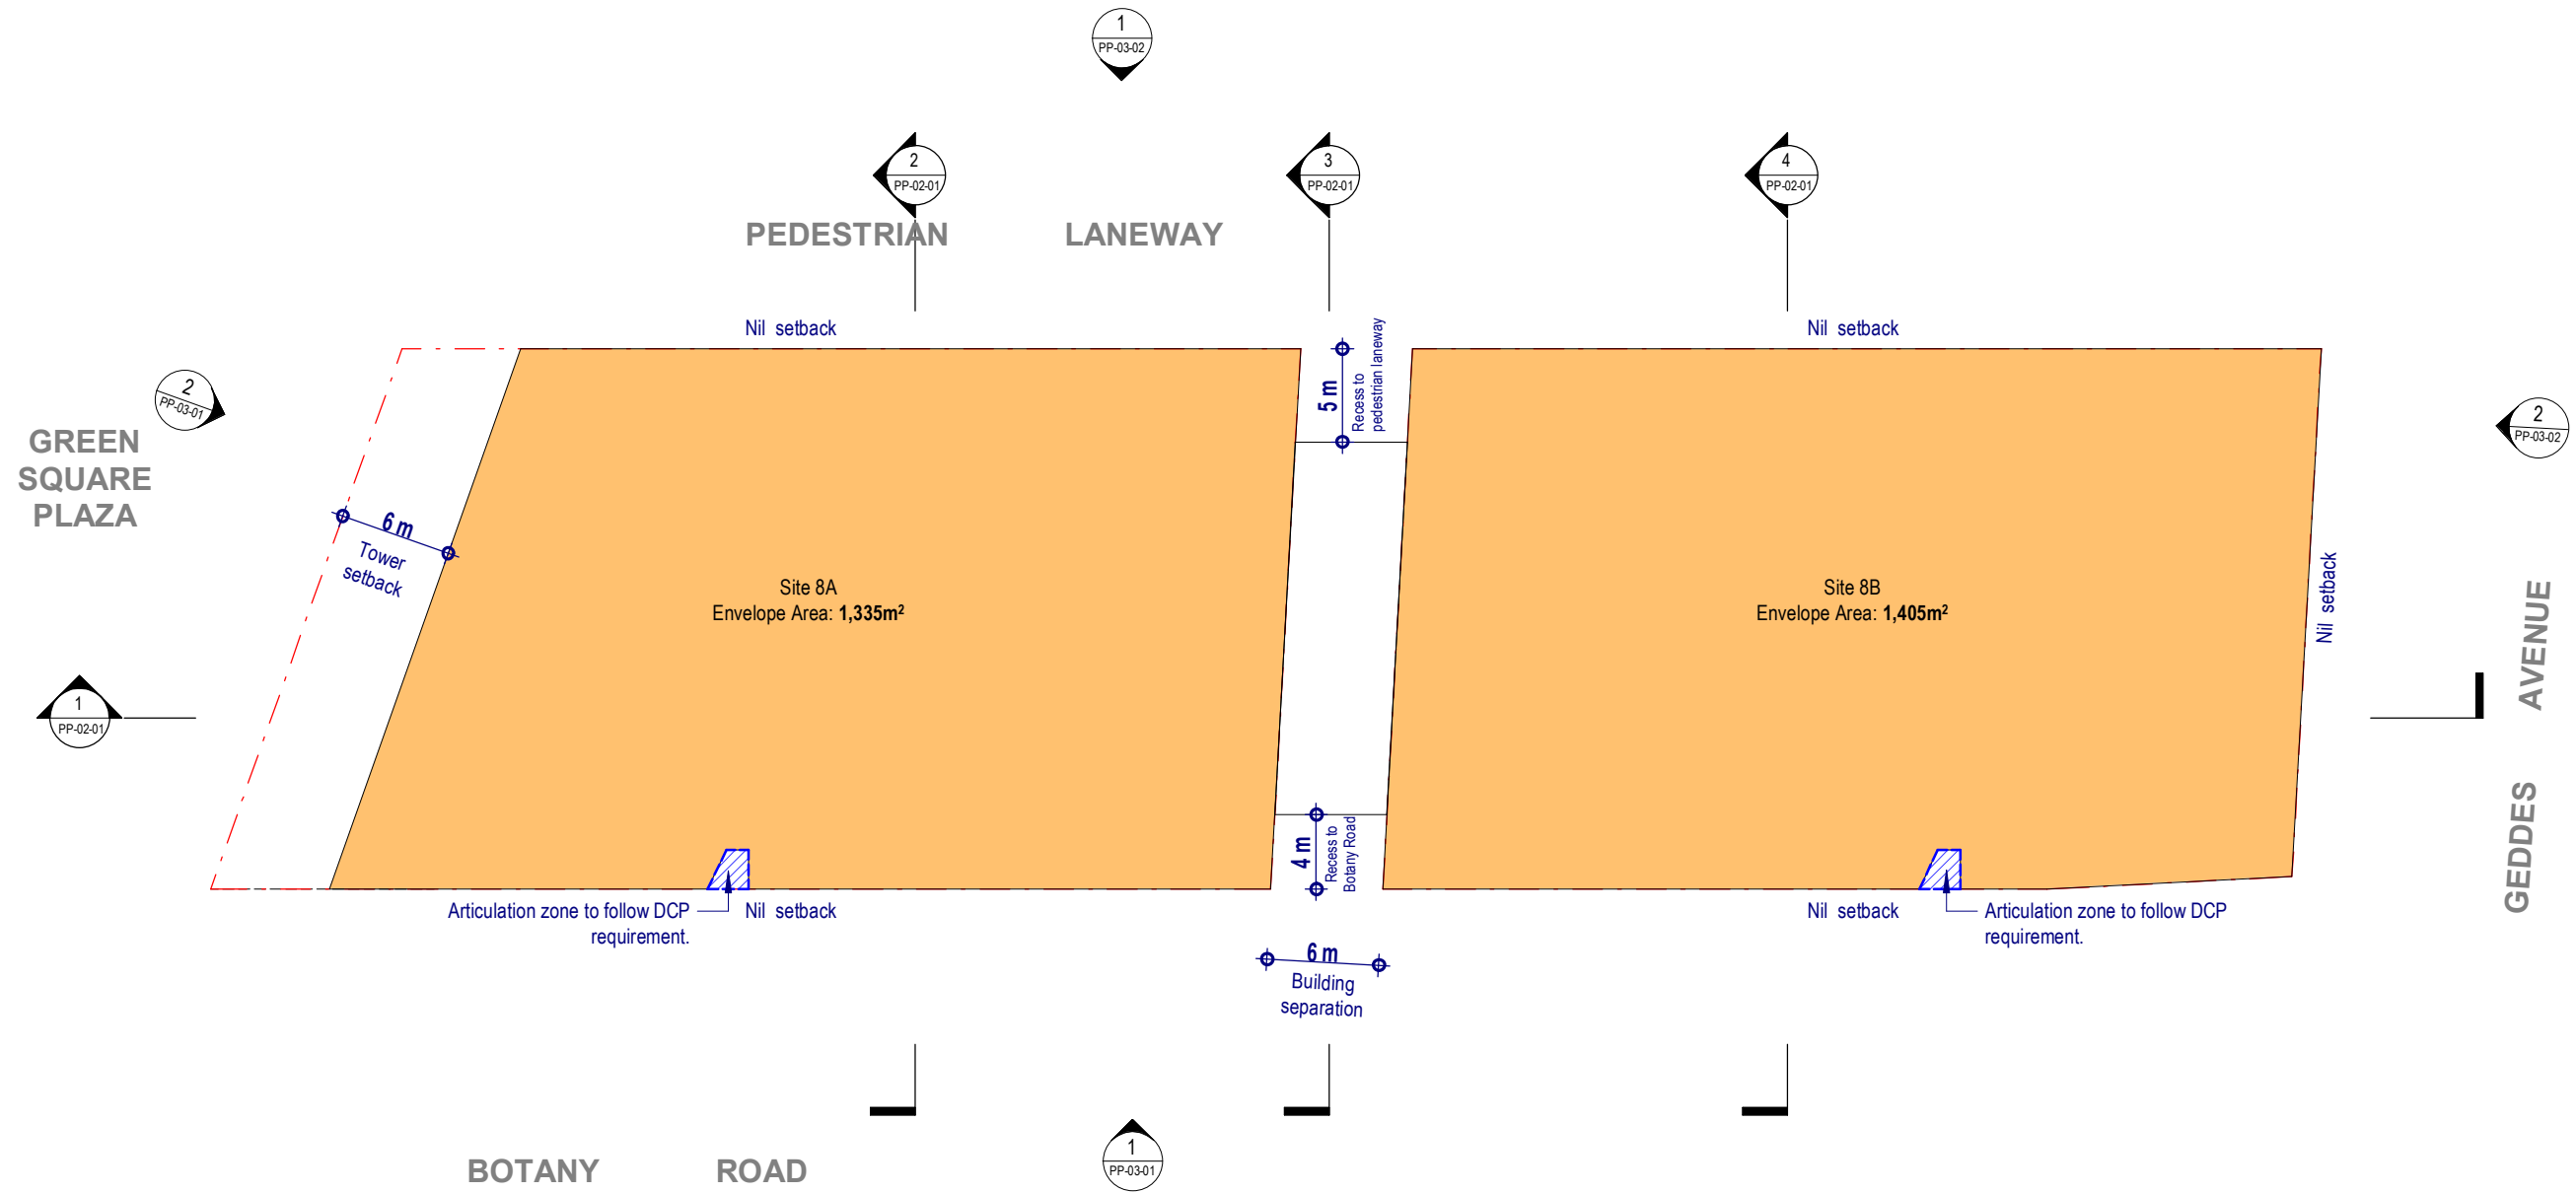 1
PP-03-02
2
PP-02-01
3
PP-02-01
4
PP-02-01
PEDESTRIAN LANEWAY
Nil setback
Nil setback
5 m
Recess to
pedestrian laneway
2
PP-03-01
GREEN
SQUARE
PLAZA
6 m
Tower
setback
2
PP-03-02
Site 8A
Envelope Area: 1,335m²
Site 8B
Envelope Area: 1,405m²
Nil setback
GEDDES AVENUE
1
PP-02-01
4 m
Recess to
Botany Road
Articulation zone to follow DCP
requirement.
Nil setback
Nil setback
Articulation zone to follow DCP
requirement.
6 m
Building
separation
BOTANY ROAD
1
PP-03-01